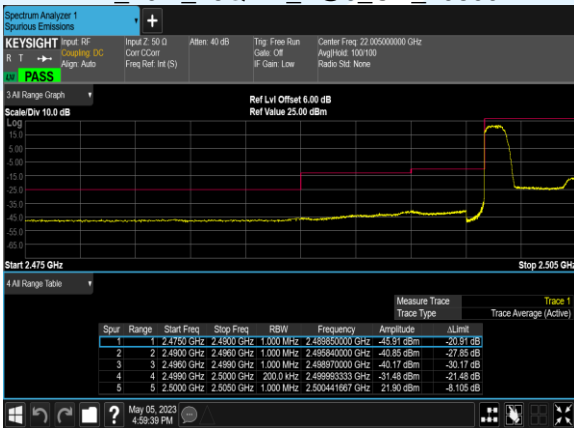 Spectrum Analyzer 1
Spurious Emissions
+
KEYSIGHT Input: RF Input Z: 50 Ω Atten: 40 dB Trig: Free Run Center Freq: 22.005000000 GHz
R T Coupling: DC Corr CCorr Gate: Off Avg|Hold: 100/100
Align: Auto Freq Ref: Int (S) IF Gain: Low Radio Std: None
PASS
3 All Range Graph
Ref Lvl Offset 6.00 dB
Scale/Div 10.0 dB Ref Value 25.00 dBm
Log
15.0
5.00
-5.00
-15.0
-25.0
-35.0
-45.0
-55.0
-65.0
Start 2.475 GHz Stop 2.505 GHz
4 All Range Table
Measure Trace Trace 1
Trace Type Trace Average (Active)
Spur Range Start Freq Stop Freq RBW Frequency Amplitude ΔLimit
1 1 2.4750 GHz 2.4900 GHz 1.000 MHz 2.489850000 GHz -45.91 dBm -20.91 dB
2 2 2.4900 GHz 2.4960 GHz 1.000 MHz 2.495840000 GHz -40.85 dBm -27.85 dB
3 3 2.4960 GHz 2.4990 GHz 1.000 MHz 2.498970000 GHz -40.17 dBm -30.17 dB
4 4 2.4990 GHz 2.5000 GHz 200.0 kHz 2.499993333 GHz -31.48 dBm -21.48 dB
5 5 2.5000 GHz 2.5050 GHz 1.000 MHz 2.500441667 GHz 21.90 dBm -8.105 dB
? May 05, 2023
4:59:39 PM